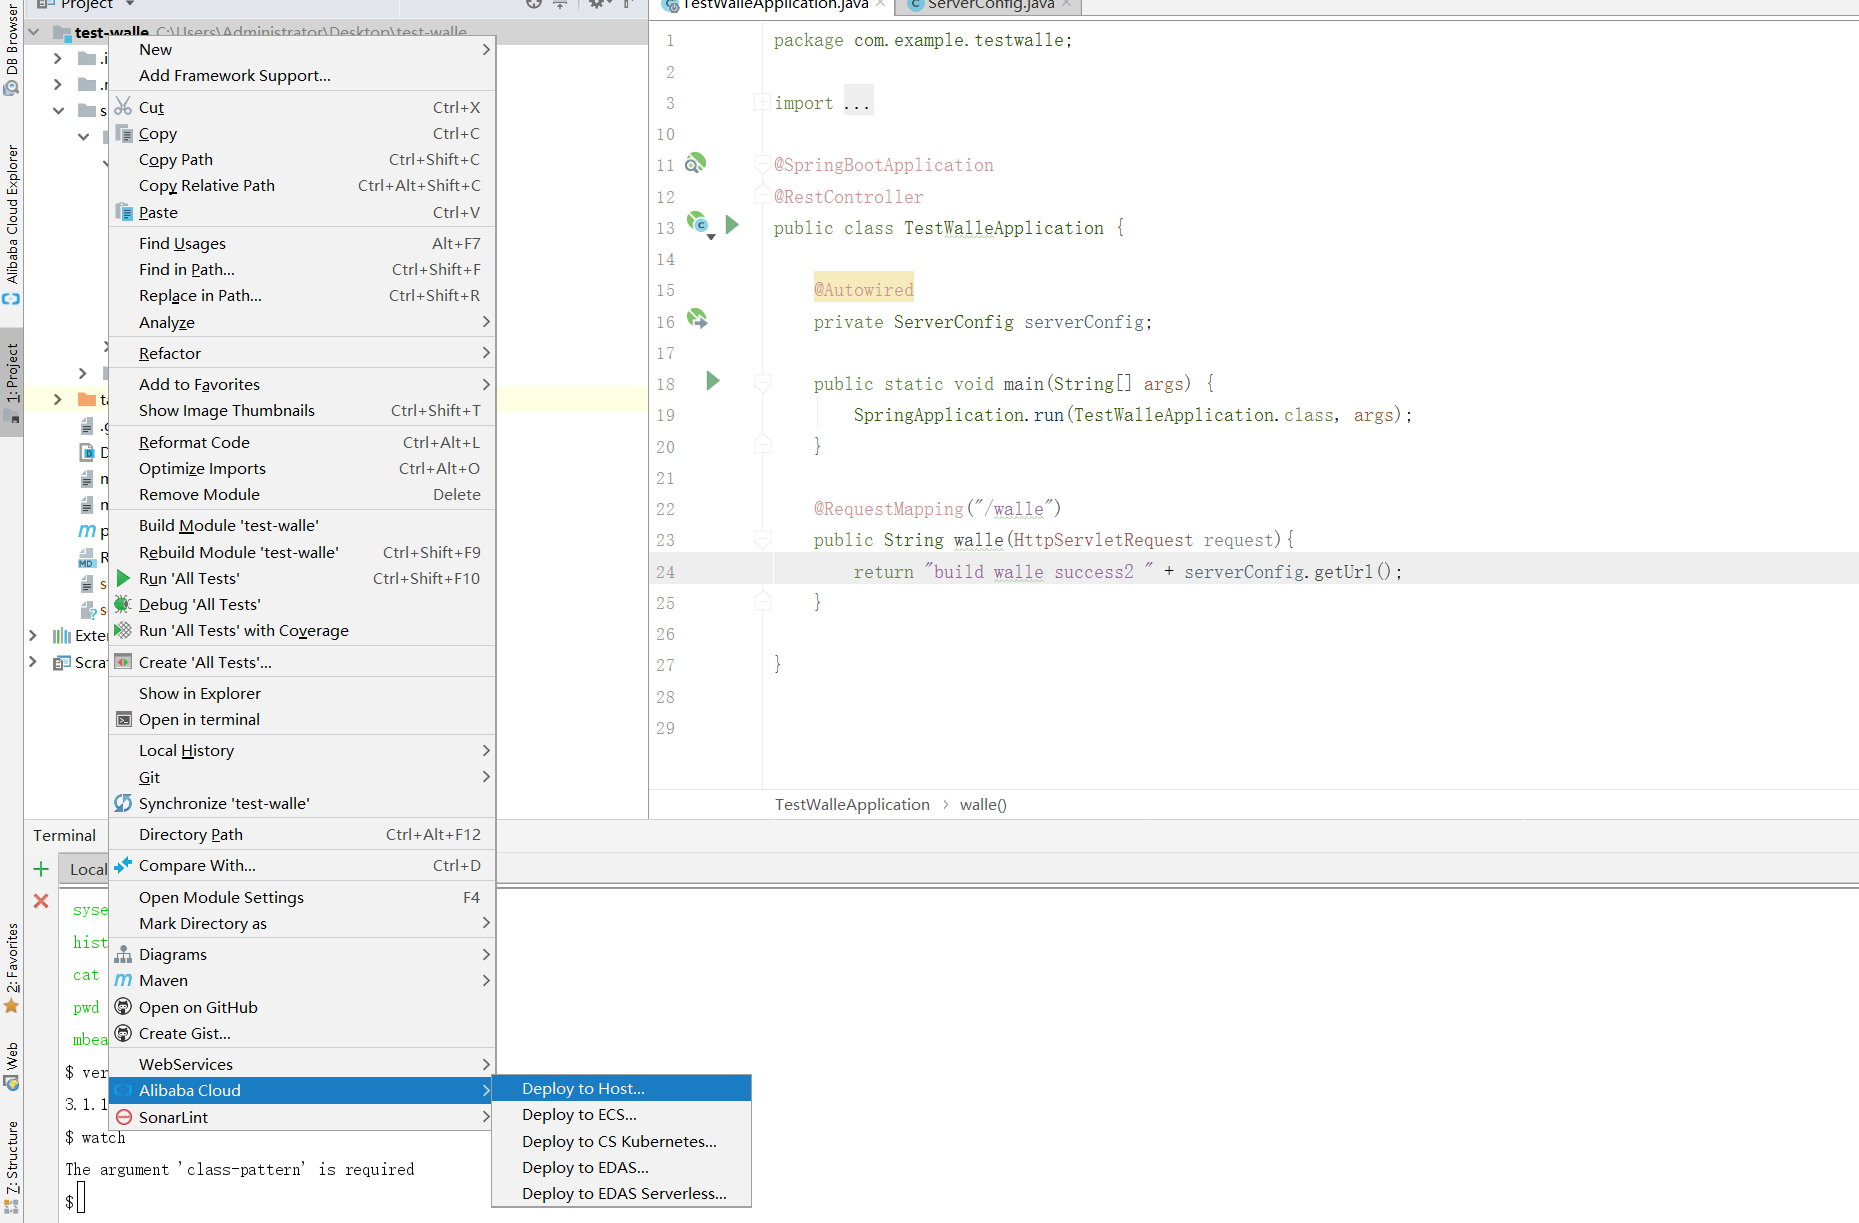 Project
test-walle C:\Users\Administrator\Desktop\test-walle
.i
.r
s
ta
.g
D
m
m
p
R
s
s
Exter
Scrat
DB Browser
Alibaba Cloud Explorer
1: Project
2: Favorites
Web
Z: Structure
New
Add Framework Support...
Cut Ctrl+X
Copy Ctrl+C
Copy Path Ctrl+Shift+C
Copy Relative Path Ctrl+Alt+Shift+C
Paste Ctrl+V
Find Usages Alt+F7
Find in Path... Ctrl+Shift+F
Replace in Path... Ctrl+Shift+R
Analyze
Refactor
Add to Favorites
Show Image Thumbnails Ctrl+Shift+T
Reformat Code Ctrl+Alt+L
Optimize Imports Ctrl+Alt+O
Remove Module Delete
Build Module 'test-walle'
Rebuild Module 'test-walle' Ctrl+Shift+F9
Run 'All Tests' Ctrl+Shift+F10
Debug 'All Tests'
Run 'All Tests' with Coverage
Create 'All Tests'...
Show in Explorer
Open in terminal
Local History
Git
Synchronize 'test-walle'
Directory Path Ctrl+Alt+F12
Compare With... Ctrl+D
Open Module Settings F4
Mark Directory as
Diagrams
Maven
Open on GitHub
Create Gist...
WebServices
Alibaba Cloud
SonarLint
Deploy to Host...
Deploy to ECS...
Deploy to CS Kubernetes...
Deploy to EDAS...
Deploy to EDAS Serverless...
TestWalleApplication.java × ServerConfig.java ×
1 package com.example.testwalle;
2
3 import ...
10
11 @SpringBootApplication
12 @RestController
13 public class TestWalleApplication {
14
15 @Autowired
16 private ServerConfig serverConfig;
17
18 public static void main(String[] args) {
19 SpringApplication.run(TestWalleApplication.class, args);
20 }
21
22 @RequestMapping("/walle")
23 public String walle(HttpServletRequest request){
24 return "build walle success2 " + serverConfig.getUrl();
25 }
26
27 }
28
29
TestWalleApplication › walle()
Terminal
Local
syse
hist
cat
pwd
mbea
$ ver
3.1.1
$ watch
The argument 'class-pattern' is required
$